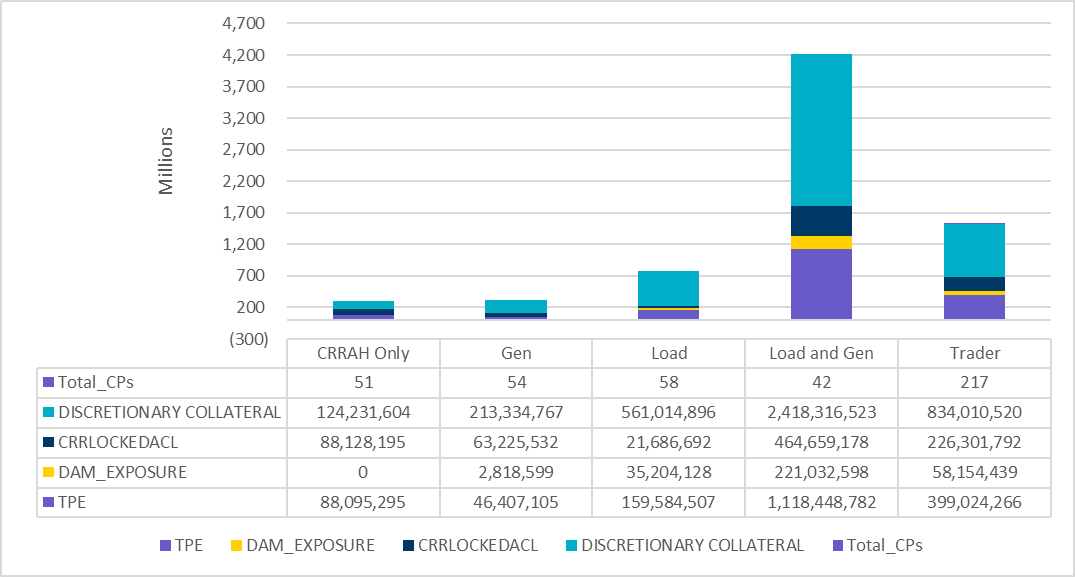 4,700
4,200
3,700
3,200
2,700
2,200
1,700
1,200
700
200
(300)
Millions
CRRAH Only Gen Load Load and Gen Trader
Total_CPs 51 54 58 42 217
DISCRETIONARY COLLATERAL 124,231,604 213,334,767 561,014,896 2,418,316,523 834,010,520
CRRLOCKEDACL 88,128,195 63,225,532 21,686,692 464,659,178 226,301,792
DAM_EXPOSURE 0 2,818,599 35,204,128 221,032,598 58,154,439
TPE 88,095,295 46,407,105 159,584,507 1,118,448,782 399,024,266
TPE DAM_EXPOSURE CRRLOCKEDACL DISCRETIONARY COLLATERAL Total_CPs